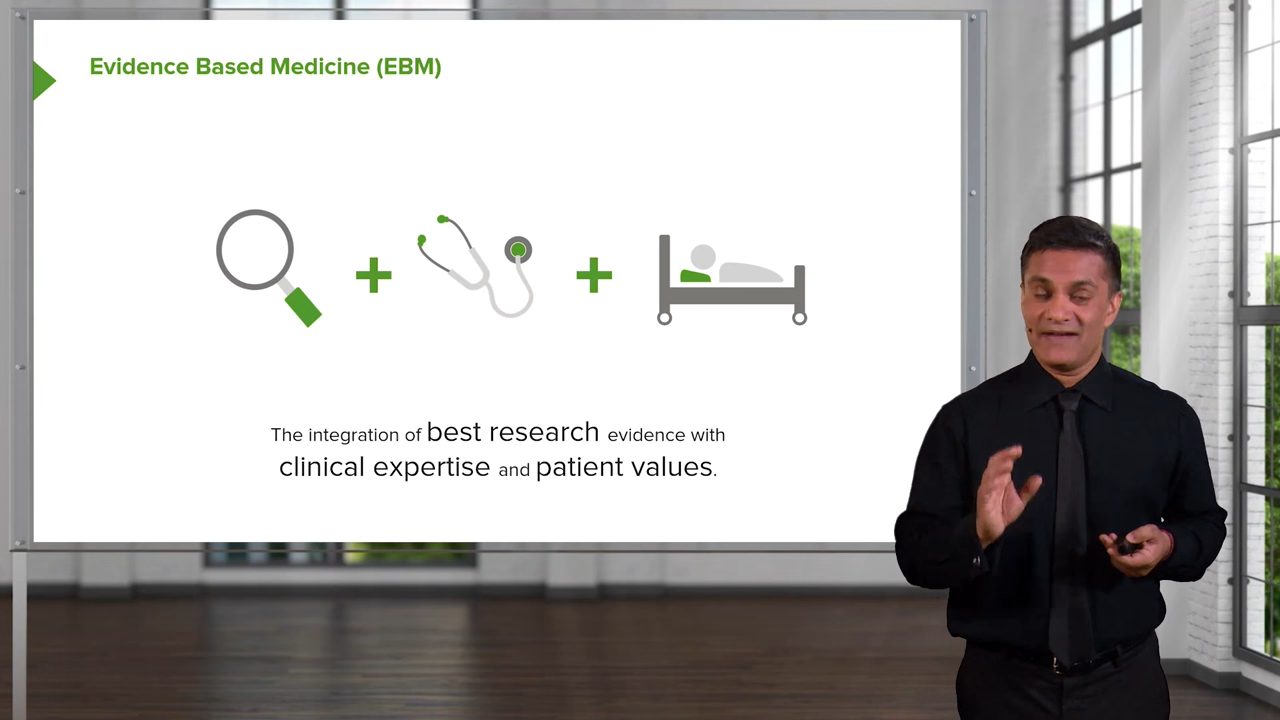 Evidence Based Medicine (EBM)
The integration of best research evidence with
clinical expertise and patient values.